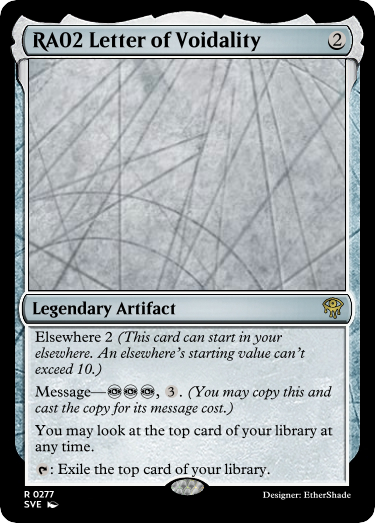 RA02 Letter of Voidality 2
Legendary Artifact
Elsewhere 2 (This card can start in your
elsewhere. An elsewhere's starting value can't
exceed 10.)
Message—, 3 . (You may copy this and
cast the copy for its message cost.)
You may look at the top card of your library at
any time.
: Exile the top card of your library.
R 0277
SVE
Designer: EtherShade